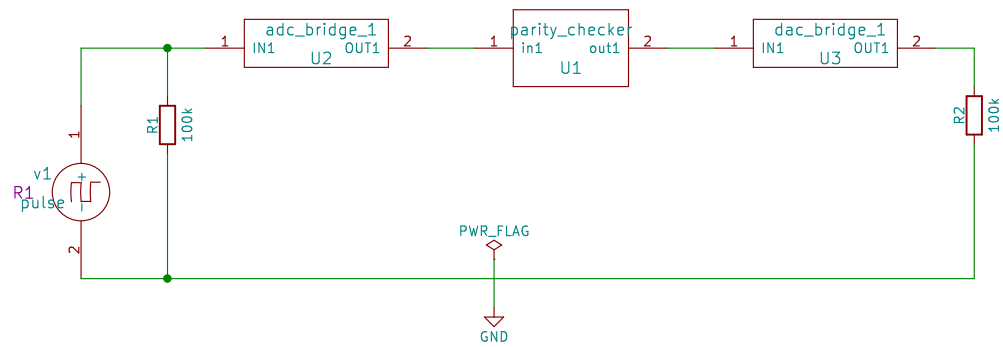 adc_bridge_1
1 IN1 OUT1 2
U2
parity_checker
1 in1 out1 2
U1
dac_bridge_1
1 IN1 OUT1 2
U3
R1
100k
R2
100k
1
v1
R1
pulse
2
PWR_FLAG
GND